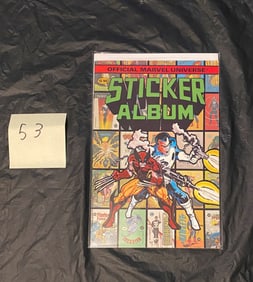 OFFICIAL MARVEL UNIVERSE
STICKER
ALBUM
53